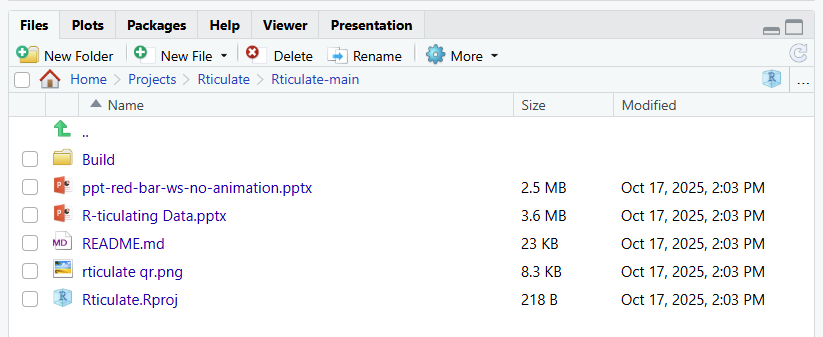 Files Plots Packages Help Viewer Presentation
New Folder New File Delete Rename More
Home Projects Rticulate Rticulate-main R ...
Name Size Modified
..
Build
ppt-red-bar-ws-no-animation.pptx 2.5 MB Oct 17, 2025, 2:03 PM
R-ticulating Data.pptx 3.6 MB Oct 17, 2025, 2:03 PM
MD README.md 23 KB Oct 17, 2025, 2:03 PM
rticulate qr.png 8.3 KB Oct 17, 2025, 2:03 PM
R Rticulate.Rproj 218 B Oct 17, 2025, 2:03 PM